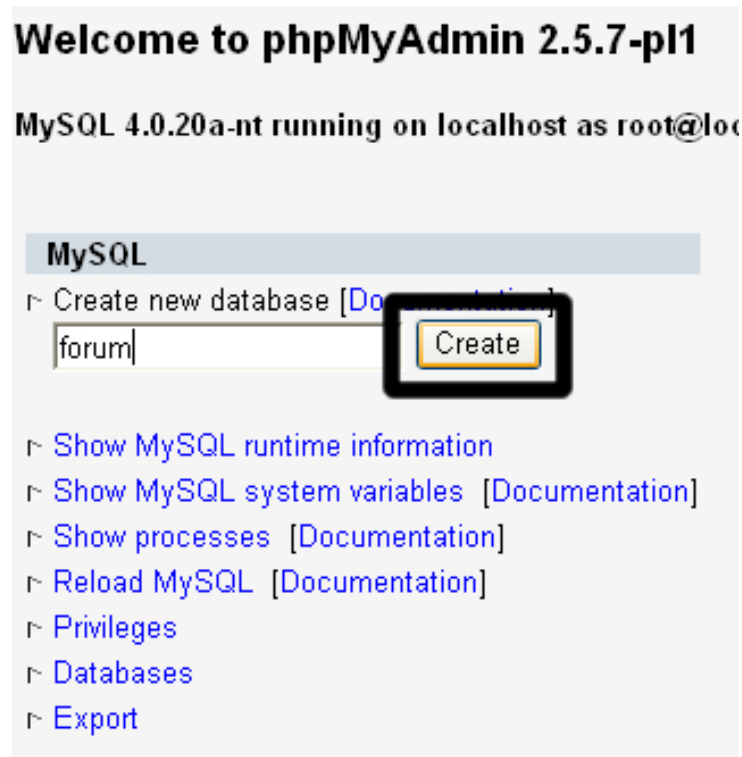 Welcome to phpMyAdmin 2.5.7-pl1
MySQL 4.0.20a-nt running on localhost as root@loc
MySQL
Create new database [Documentation]
forum Create
Show MySQL runtime information
Show MySQL system variables [Documentation]
Show processes [Documentation]
Reload MySQL [Documentation]
Privileges
Databases
Export